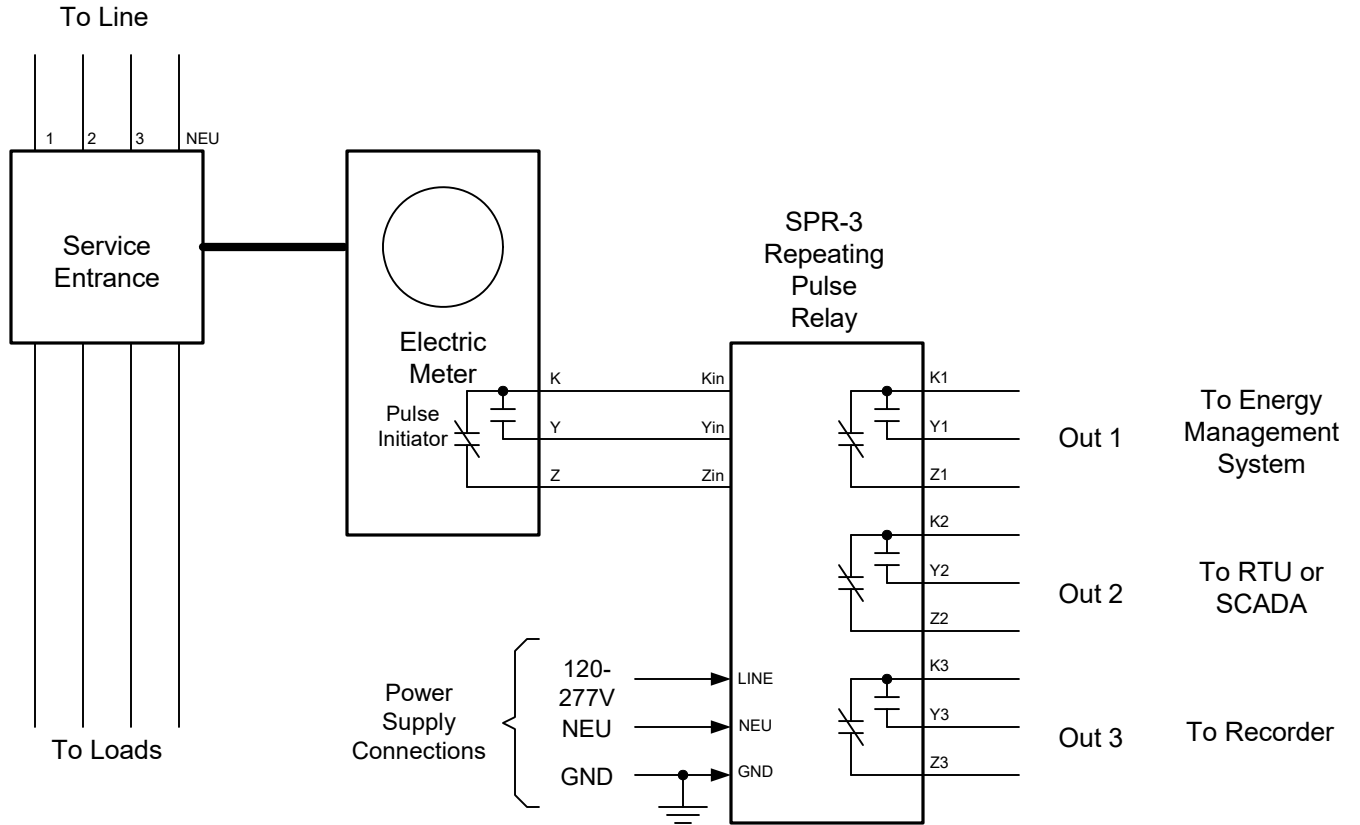 To Line
1
2
3
NEU
Service
Entrance
To Loads
Electric
Meter
Pulse
Initiator
K
Y
Z
SPR-3
Repeating
Pulse
Relay
Kin
Yin
Zin
K1
Y1
Z1
Out 1
To Energy
Management
System
K2
Y2
Z2
Out 2
To RTU or
SCADA
K3
Y3
Z3
Out 3
To Recorder
Power
Supply
Connections
120-
277V
NEU
GND
LINE
NEU
GND